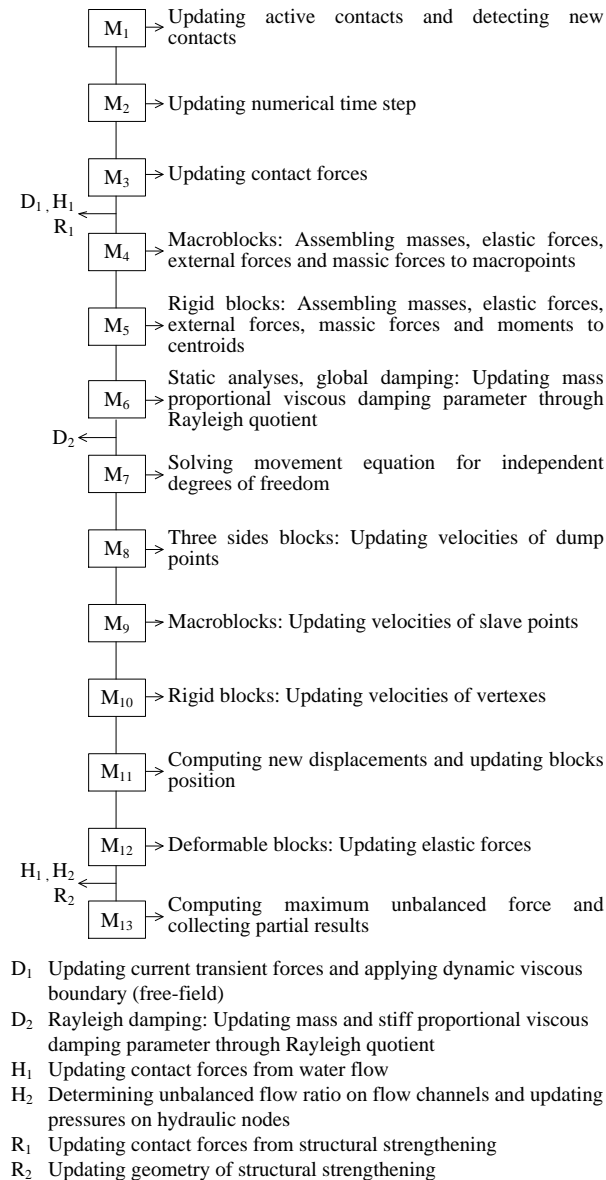 M1
Updating active contacts and detecting new
contacts
M2
Updating numerical time step
M3
Updating contact forces
D1, H1
R1
M4
Macroblocks: Assembling masses, elastic forces,
external forces and massic forces to macropoints
M5
Rigid blocks: Assembling masses, elastic forces,
external forces, massic forces and moments to
centroids
M6
Static analyses, global damping: Updating mass
proportional viscous damping parameter through
Rayleigh quotient
D2
M7
Solving movement equation for independent
degrees of freedom
M8
Three sides blocks: Updating velocities of dump
points
M9
Macroblocks: Updating velocities of slave points
M10
Rigid blocks: Updating velocities of vertexes
M11
Computing new displacements and updating blocks
position
M12
Deformable blocks: Updating elastic forces
H1, H2
R2
M13
Computing maximum unbalanced force and
collecting partial results
D1 Updating current transient forces and applying dynamic viscous
boundary (free-field)
D2 Rayleigh damping: Updating mass and stiff proportional viscous
damping parameter through Rayleigh quotient
H1 Updating contact forces from water flow
H2 Determining unbalanced flow ratio on flow channels and updating
pressures on hydraulic nodes
R1 Updating contact forces from structural strengthening
R2 Updating geometry of structural strengthening